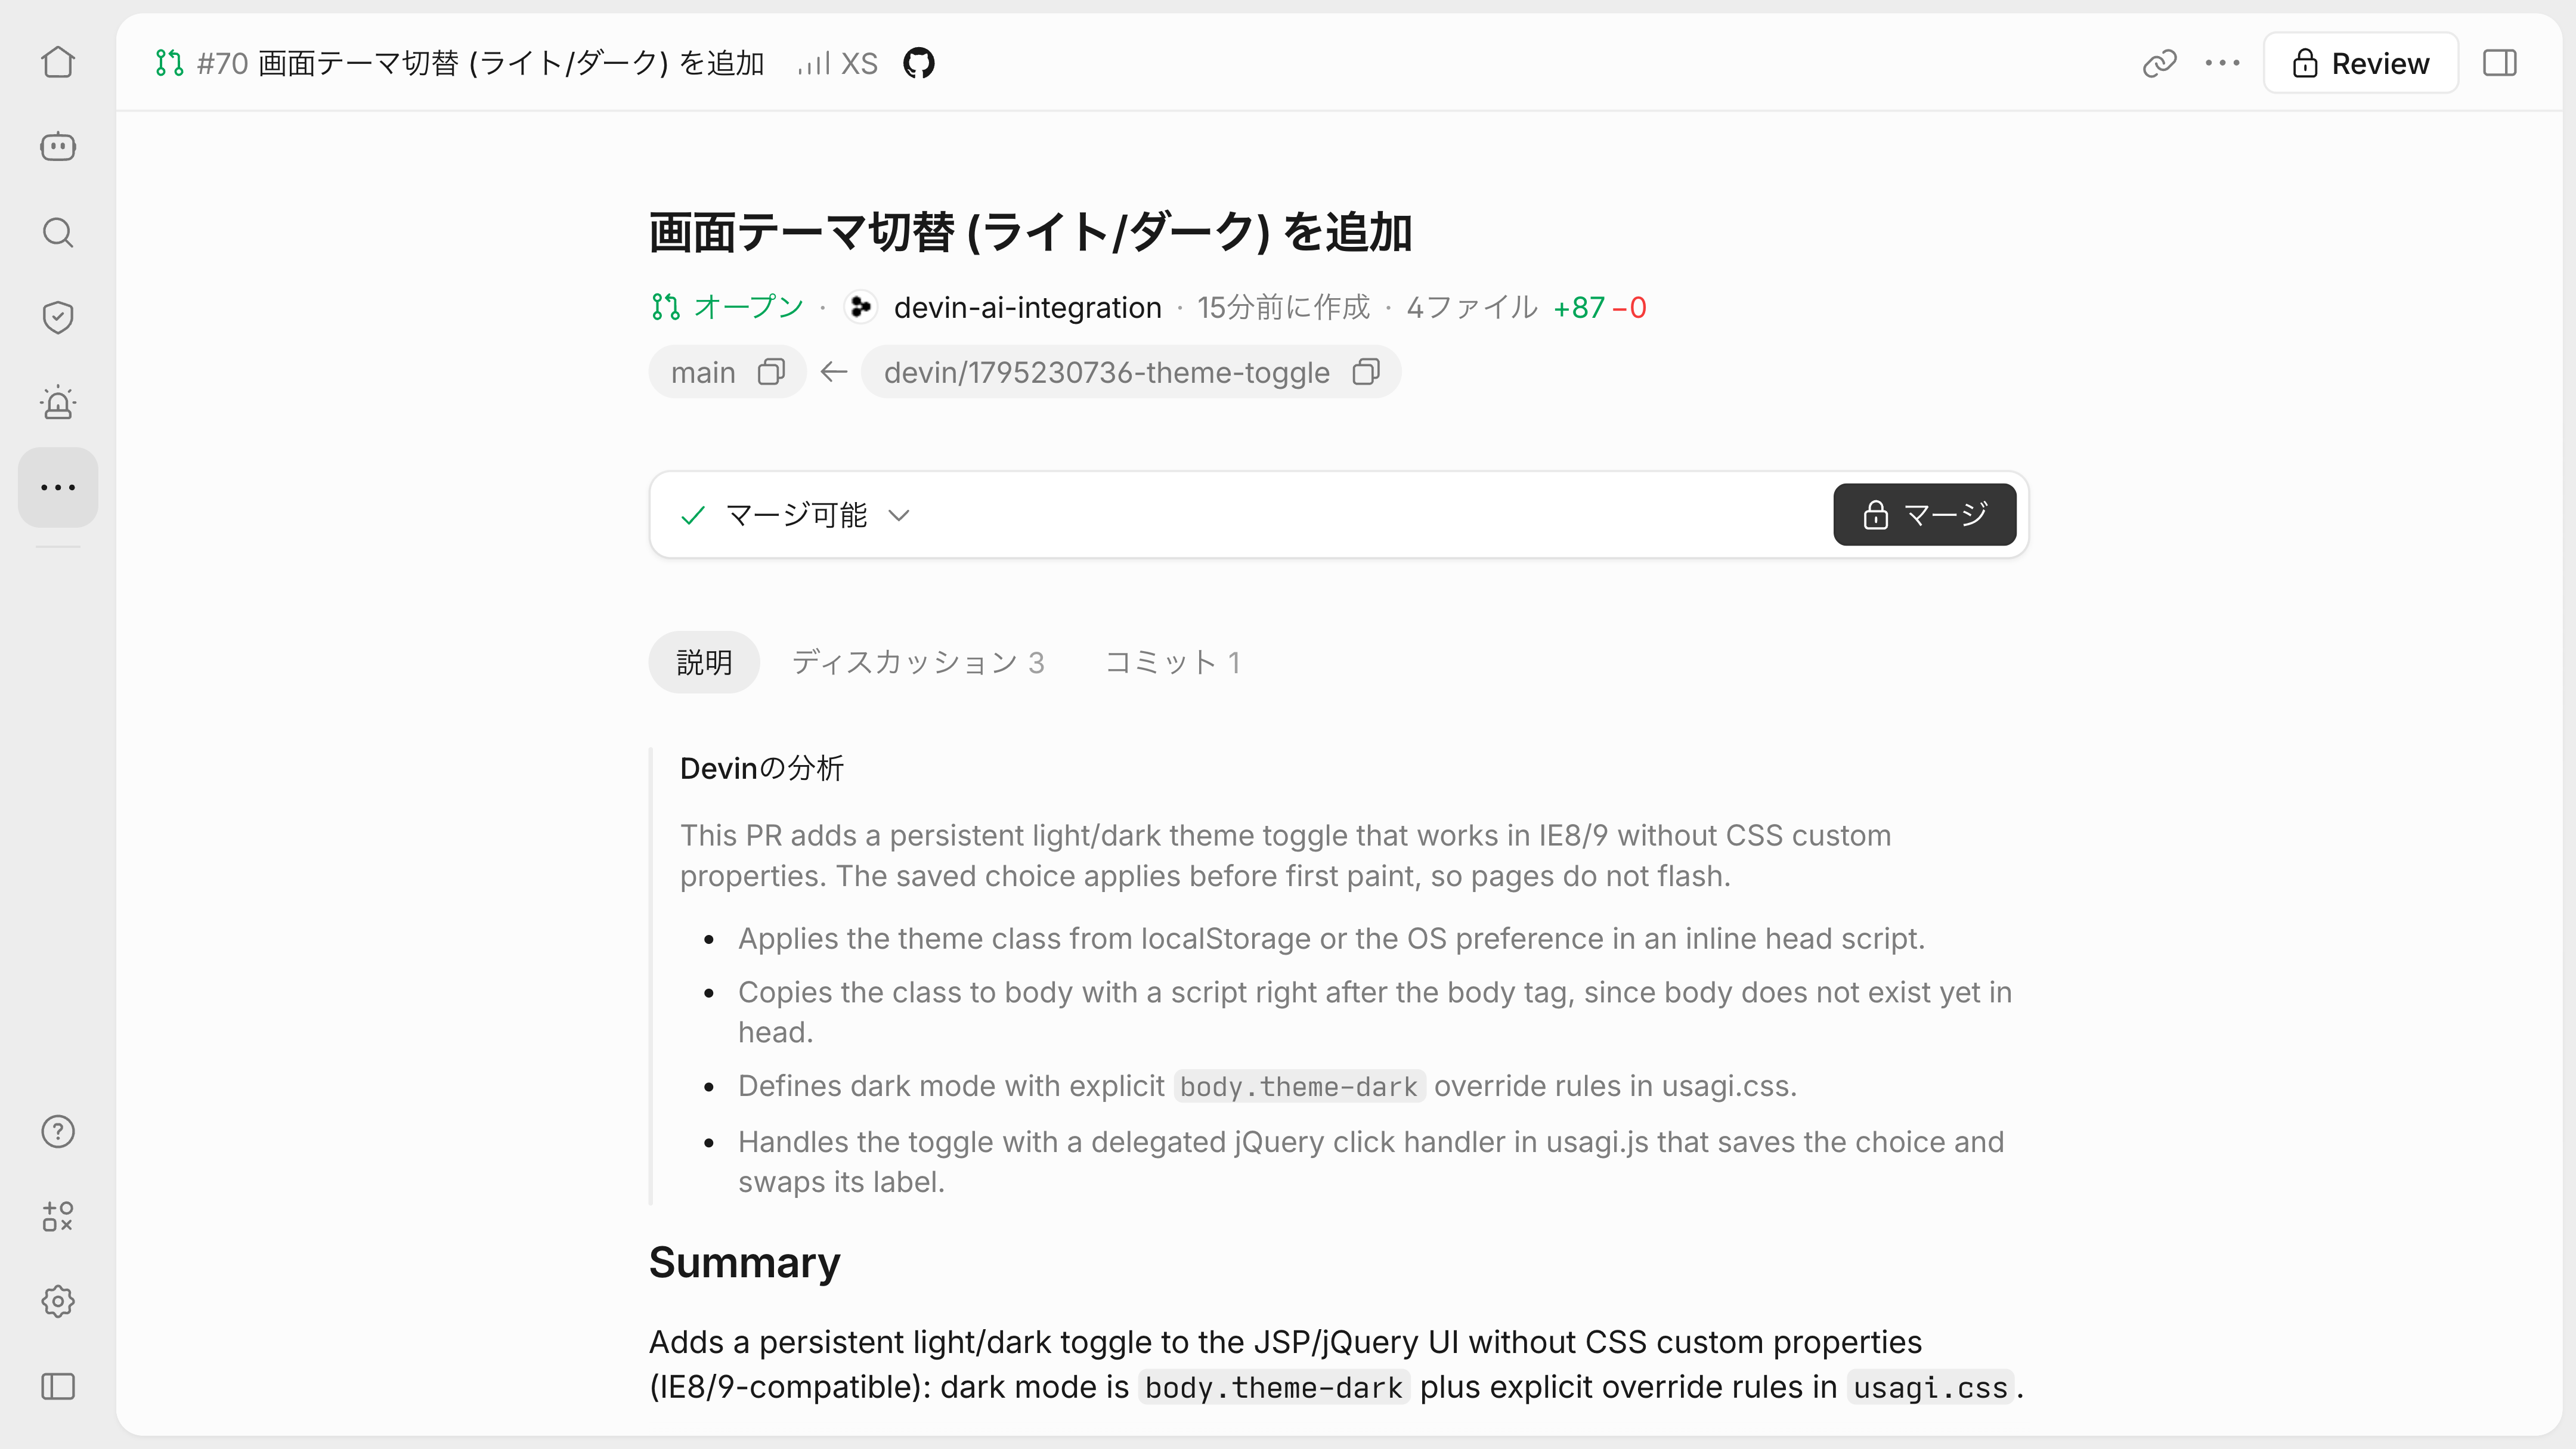 #70 画面テーマ切替 (ライト/ダーク) を追加 XS
Review
画面テーマ切替 (ライト/ダーク) を追加
オープン · devin-ai-integration · 15分前に作成 · 4ファイル +87 −0
main ← devin/1795230736-theme-toggle
マージ可能
マージ
説明 ディスカッション 3 コミット 1
Devinの分析
This PR adds a persistent light/dark theme toggle that works in IE8/9 without CSS custom
properties. The saved choice applies before first paint, so pages do not flash.
• Applies the theme class from localStorage or the OS preference in an inline head script.
• Copies the class to body with a script right after the body tag, since body does not exist yet in
head.
• Defines dark mode with explicit body.theme-dark override rules in usagi.css.
• Handles the toggle with a delegated jQuery click handler in usagi.js that saves the choice and
swaps its label.
Summary
Adds a persistent light/dark toggle to the JSP/jQuery UI without CSS custom properties
(IE8/9-compatible): dark mode is body.theme-dark plus explicit override rules in usagi.css.